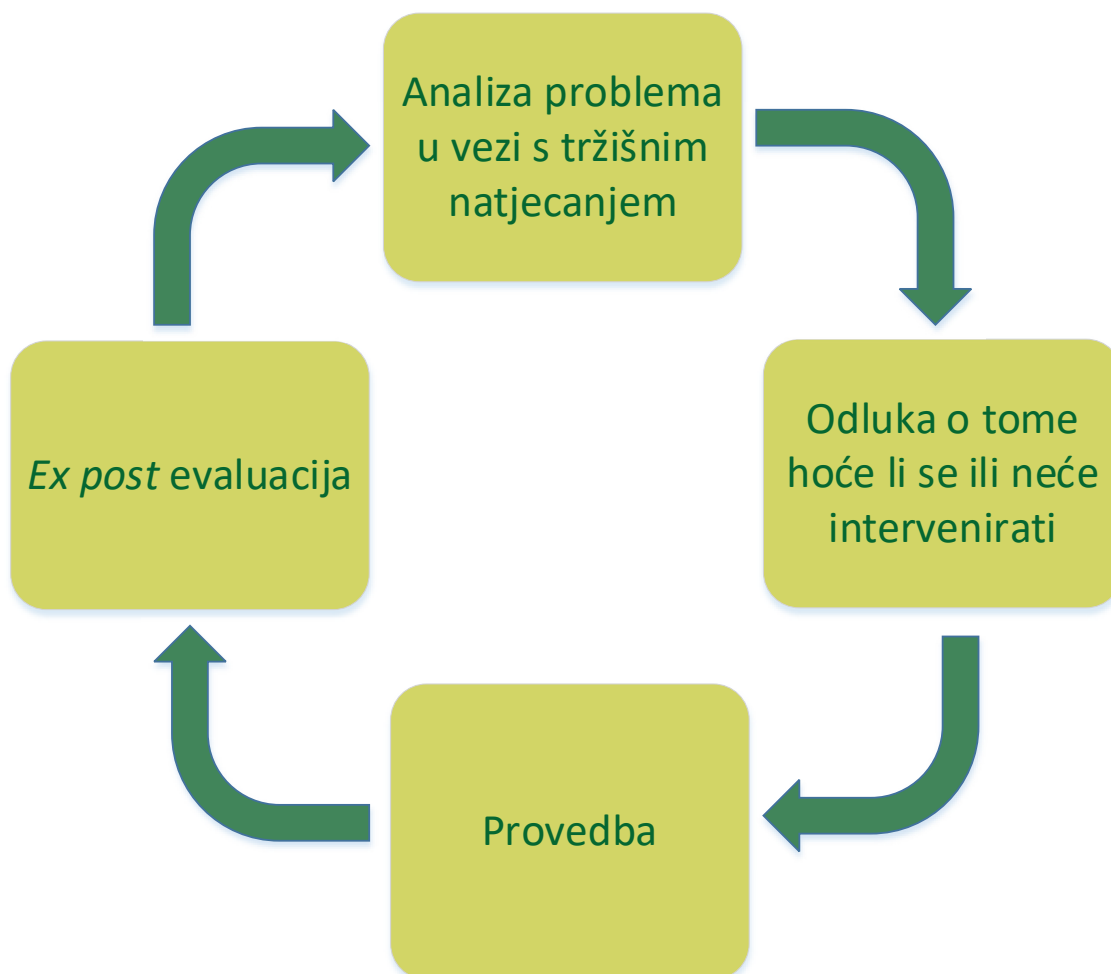 Analiza problema
u vezi s tržišnim
natjecanjem
Odluka o tome
hoće li se ili neće
intervenirati
Provedba
Ex post evaluacija